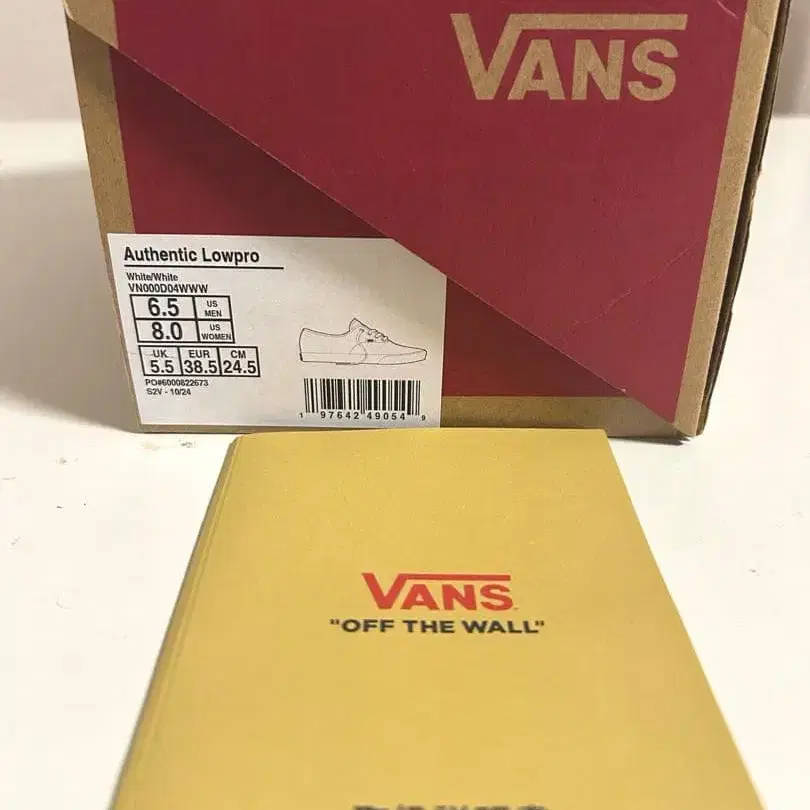 VANS
Authentic Lowpro
White/White
VN000D04WWW
6.5 US MEN
8.0 US WOMEN
UK EUR CM
5.5 38.5 24.5
PO#6000822673
S2V - 10/24
1 97642 49054 9
VANS
"OFF THE WALL"